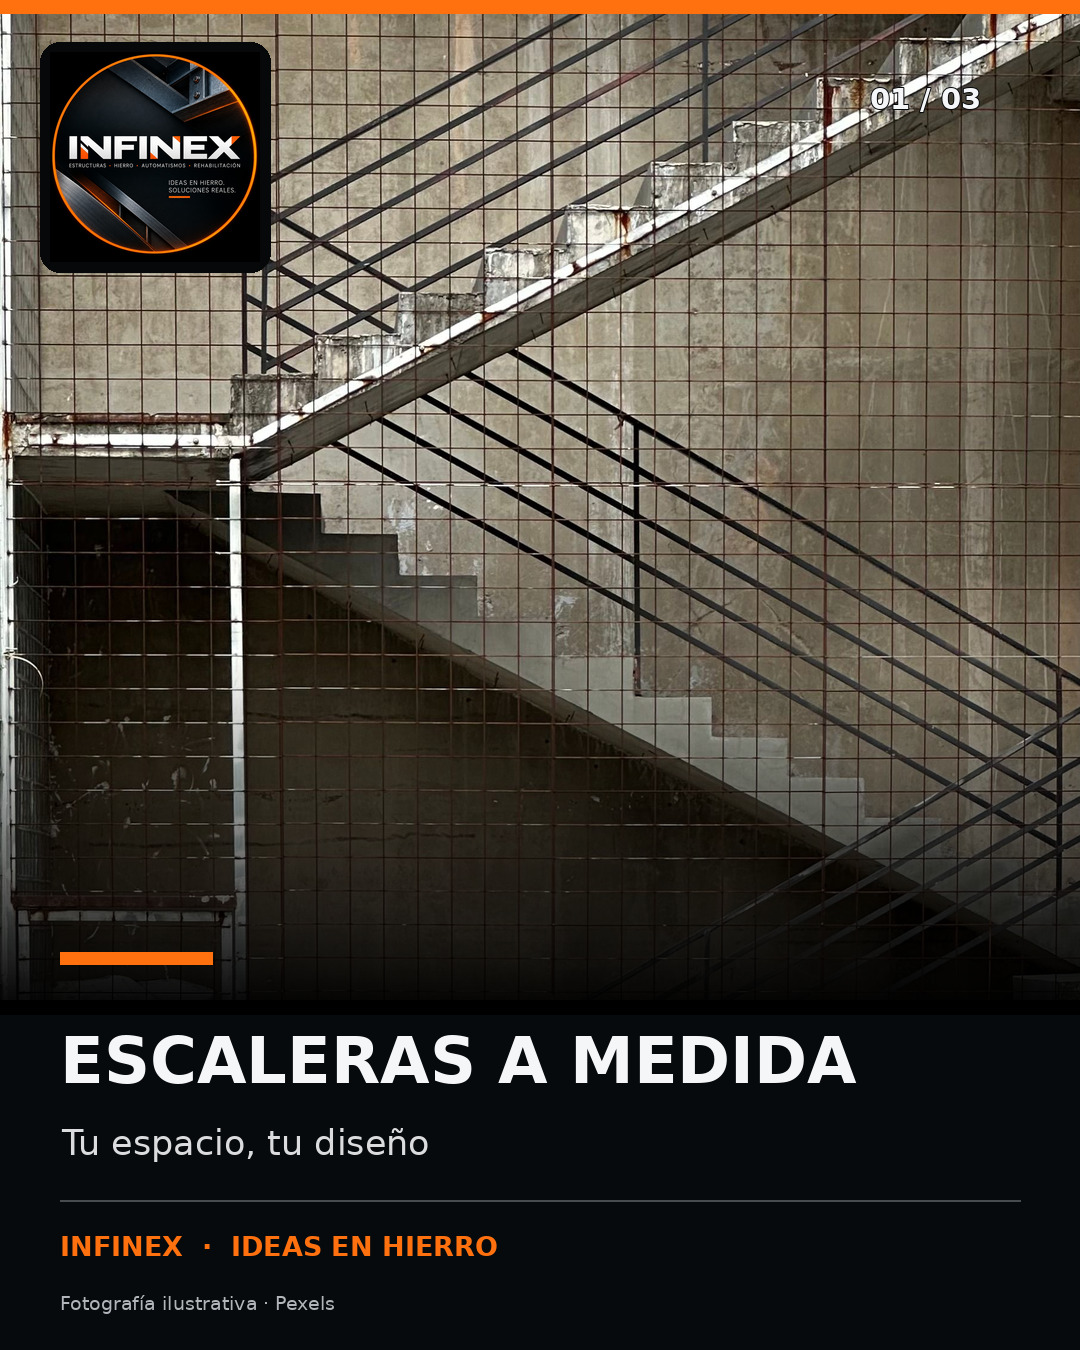 INFINEX
ESTRUCTURAS · HIERRO · AUTOMATISMOS · REHABILITACIÓN
IDEAS EN HIERRO.
SOLUCIONES REALES.
01 / 03
ESCALERAS A MEDIDA
Tu espacio, tu diseño
INFINEX · IDEAS EN HIERRO
Fotografía ilustrativa · Pexels